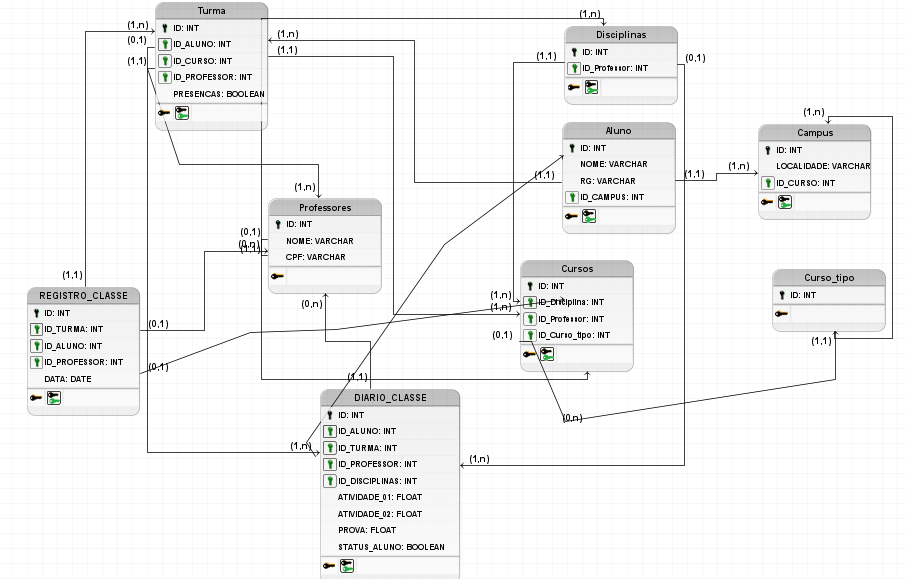 Turma
ID: INT
ID_ALUNO: INT
ID_CURSO: INT
ID_PROFESSOR: INT
PRESENCAS: BOOLEAN
(1,n)
(0,1)
(1,1)
(1,n)
(1,1)
(1,n)
Disciplinas
ID: INT
ID_Professor: INT
(1,1)
(0,1)
Aluno
ID: INT
NOME: VARCHAR
RG: VARCHAR
ID_CAMPUS: INT
(1,1)
(1,1)
(1,n)
(1,n)
Campus
ID: INT
LOCALIDADE: VARCHAR
ID_CURSO: INT
(1,n)
Professores
ID: INT
NOME: VARCHAR
CPF: VARCHAR
(0,1)
(0,n)
(1,1)
(0,n)
Cursos
ID: INT
ID_Disciplina: INT
ID_Professor: INT
ID_Curso_tipo: INT
(1,n)
(1,n)
(0,1)
(0,n)
Curso_tipo
ID: INT
(1,1)
(1,1)
REGISTRO_CLASSE
ID: INT
ID_TURMA: INT
ID_ALUNO: INT
ID_PROFESSOR: INT
DATA: DATE
(0,1)
(0,1)
(1,1)
DIARIO_CLASSE
ID: INT
ID_ALUNO: INT
ID_TURMA: INT
ID_PROFESSOR: INT
ID_DISCIPLINAS: INT
ATIVIDADE_01: FLOAT
ATIVIDADE_02: FLOAT
PROVA: FLOAT
STATUS_ALUNO: BOOLEAN
(1,n)
(1,n)